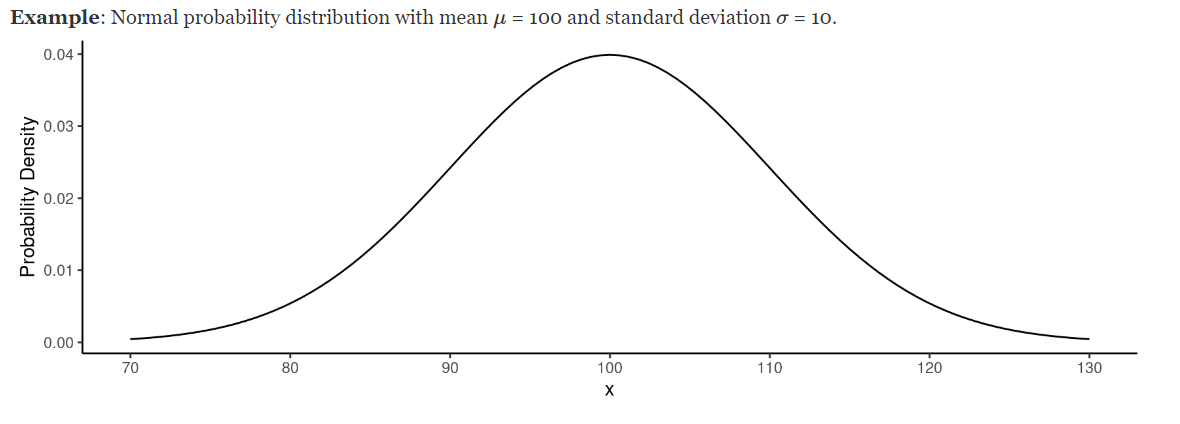 Example: Normal probability distribution with mean μ = 100 and standard deviation σ = 10.
0.04
0.03
0.02
0.01
0.00
Probability Density
70 80 90 100 110 120 130
x